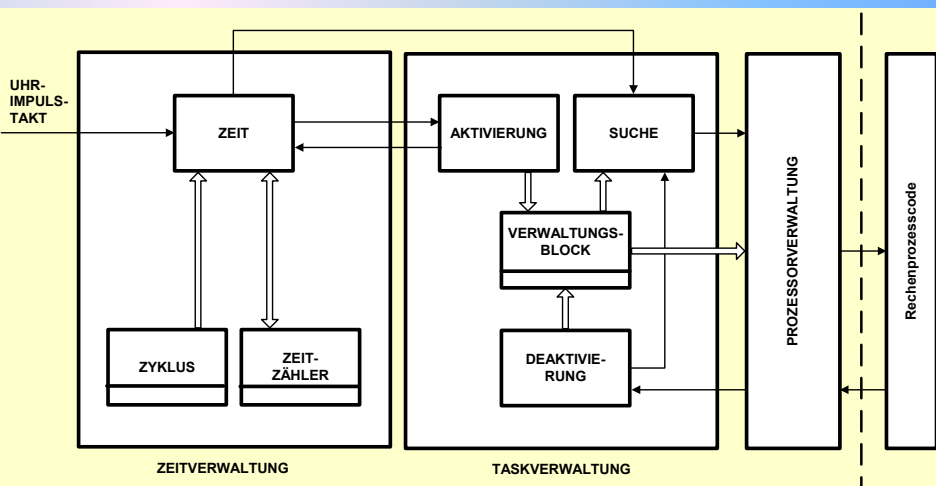 UHR-
IMPULS-
TAKT
ZEIT
ZYKLUS
ZEIT-
ZÄHLER
ZEITVERWALTUNG
AKTIVIERUNG
SUCHE
VERWALTUNGS-
BLOCK
DEAKTIVIE-
RUNG
TASKVERWALTUNG
PROZESSORVERWALTUNG
Rechenprozesscode